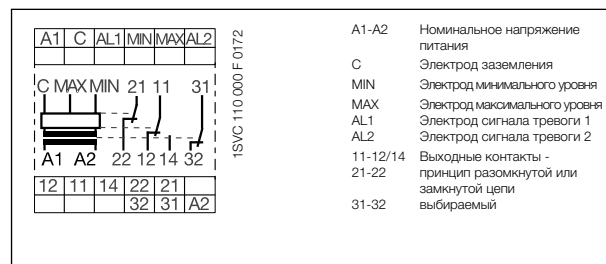 A1 C AL1 MIN MAX AL2
C MAX MIN 21 11 31
A1 A2 22 12 14 32
12 11 14 22 21
32 31 A2
1SVC 110 000 F 0172
A1-A2 Номинальное напряжение
питания
C Электрод заземления
MIN Электрод минимального уровня
MAX Электрод максимального уровня
AL1 Электрод сигнала тревоги 1
AL2 Электрод сигнала тревоги 2
11-12/14 Выходные контакты -
21-22 принцип разомкнутой или
замкнутой цепи
31-32 выбираемый